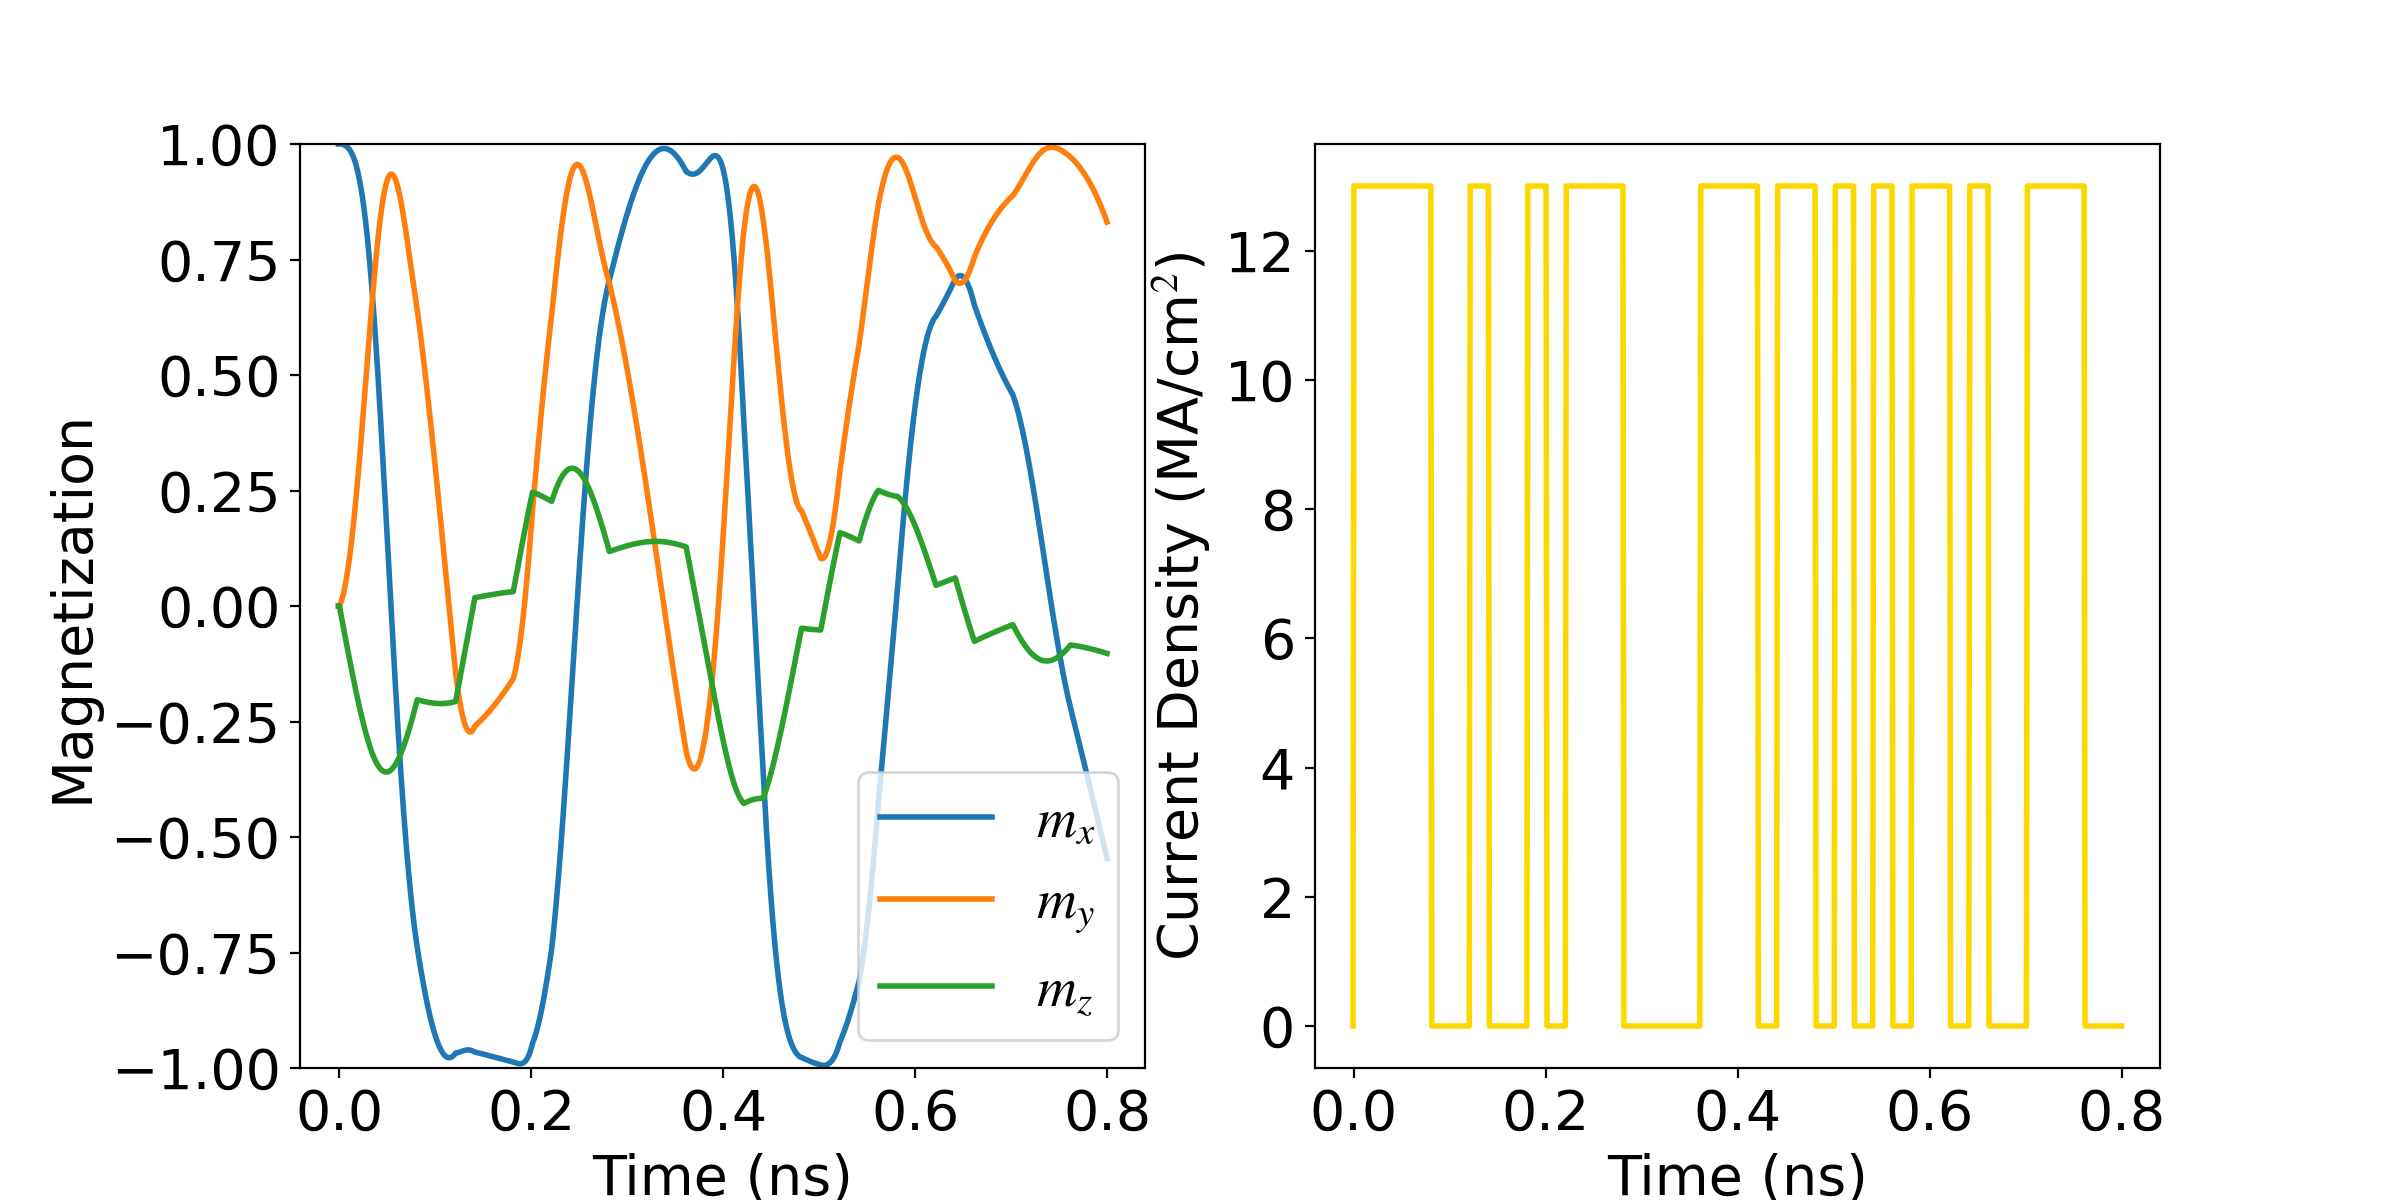 Magnetization
1.00
0.75
0.50
0.25
0.00
−0.25
−0.50
−0.75
−1.00
0.0 0.2 0.4 0.6 0.8
Time (ns)
m_x
m_y
m_z
Current Density (MA/cm²)
12
10
8
6
4
2
0
0.0 0.2 0.4 0.6 0.8
Time (ns)